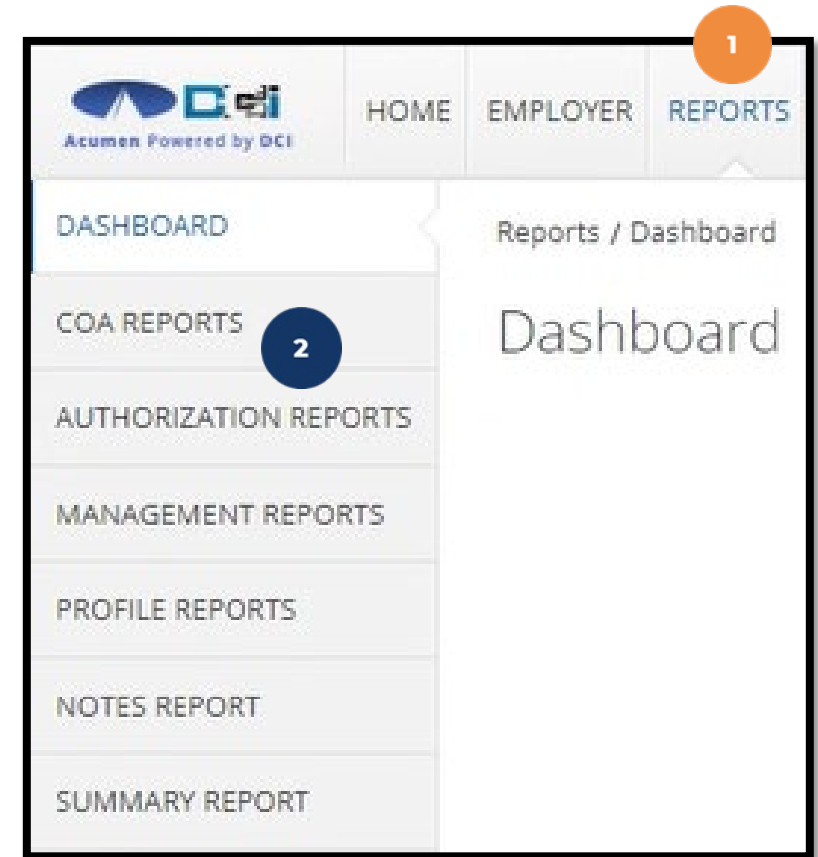 1
DCI
Acumen Powered by DCI
HOME
EMPLOYER
REPORTS
DASHBOARD
Reports / Dashboard
COA REPORTS
2
Dashboard
AUTHORIZATION REPORTS
MANAGEMENT REPORTS
PROFILE REPORTS
NOTES REPORT
SUMMARY REPORT